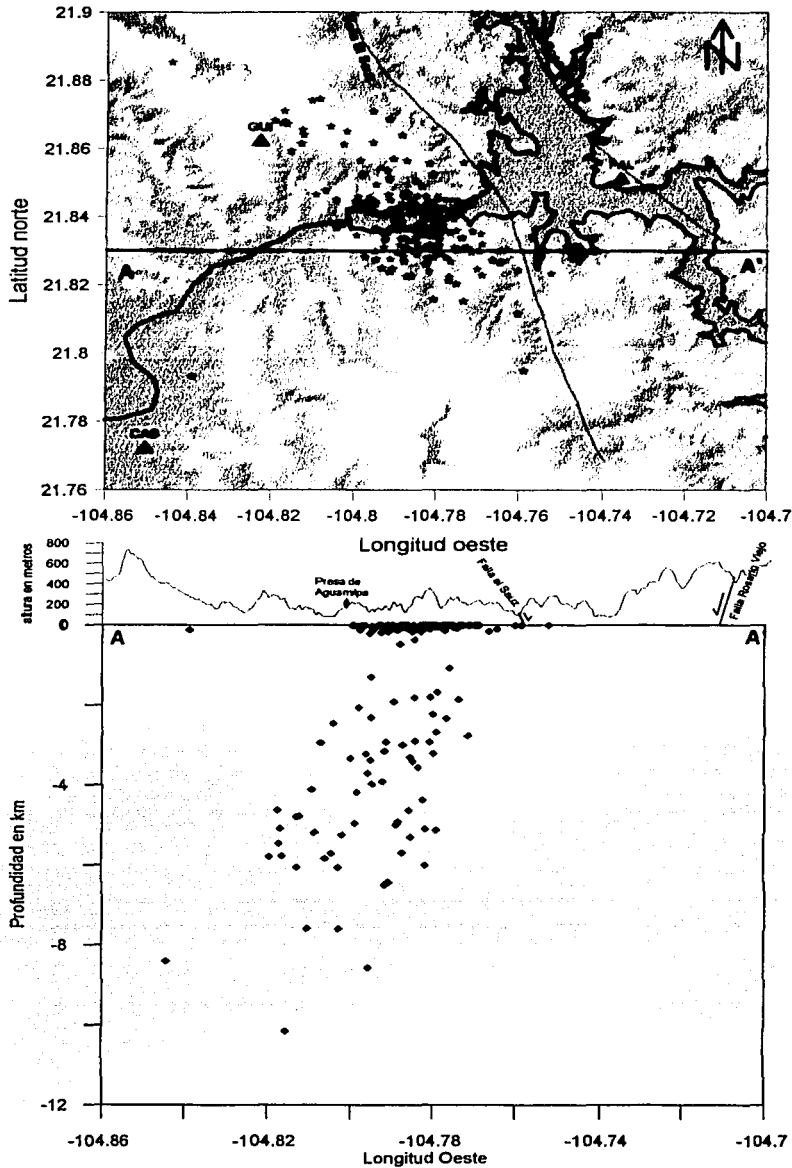 21.9
21.88
21.86
21.84
21.82
21.8
21.78
21.76
Latitud norte
N
A
A'
-104.86
-104.84
-104.82
-104.8
-104.78
-104.76
-104.74
-104.72
-104.7
Longitud oeste
800
600
400
200
0
altura en metros
Presa de
Aguamilpa
Falla el Sauz
Falla Rosario Viejo
A
A
-4
-8
-12
Profundidad en km
-104.86
-104.82
-104.78
-104.74
-104.7
Longitud Oeste